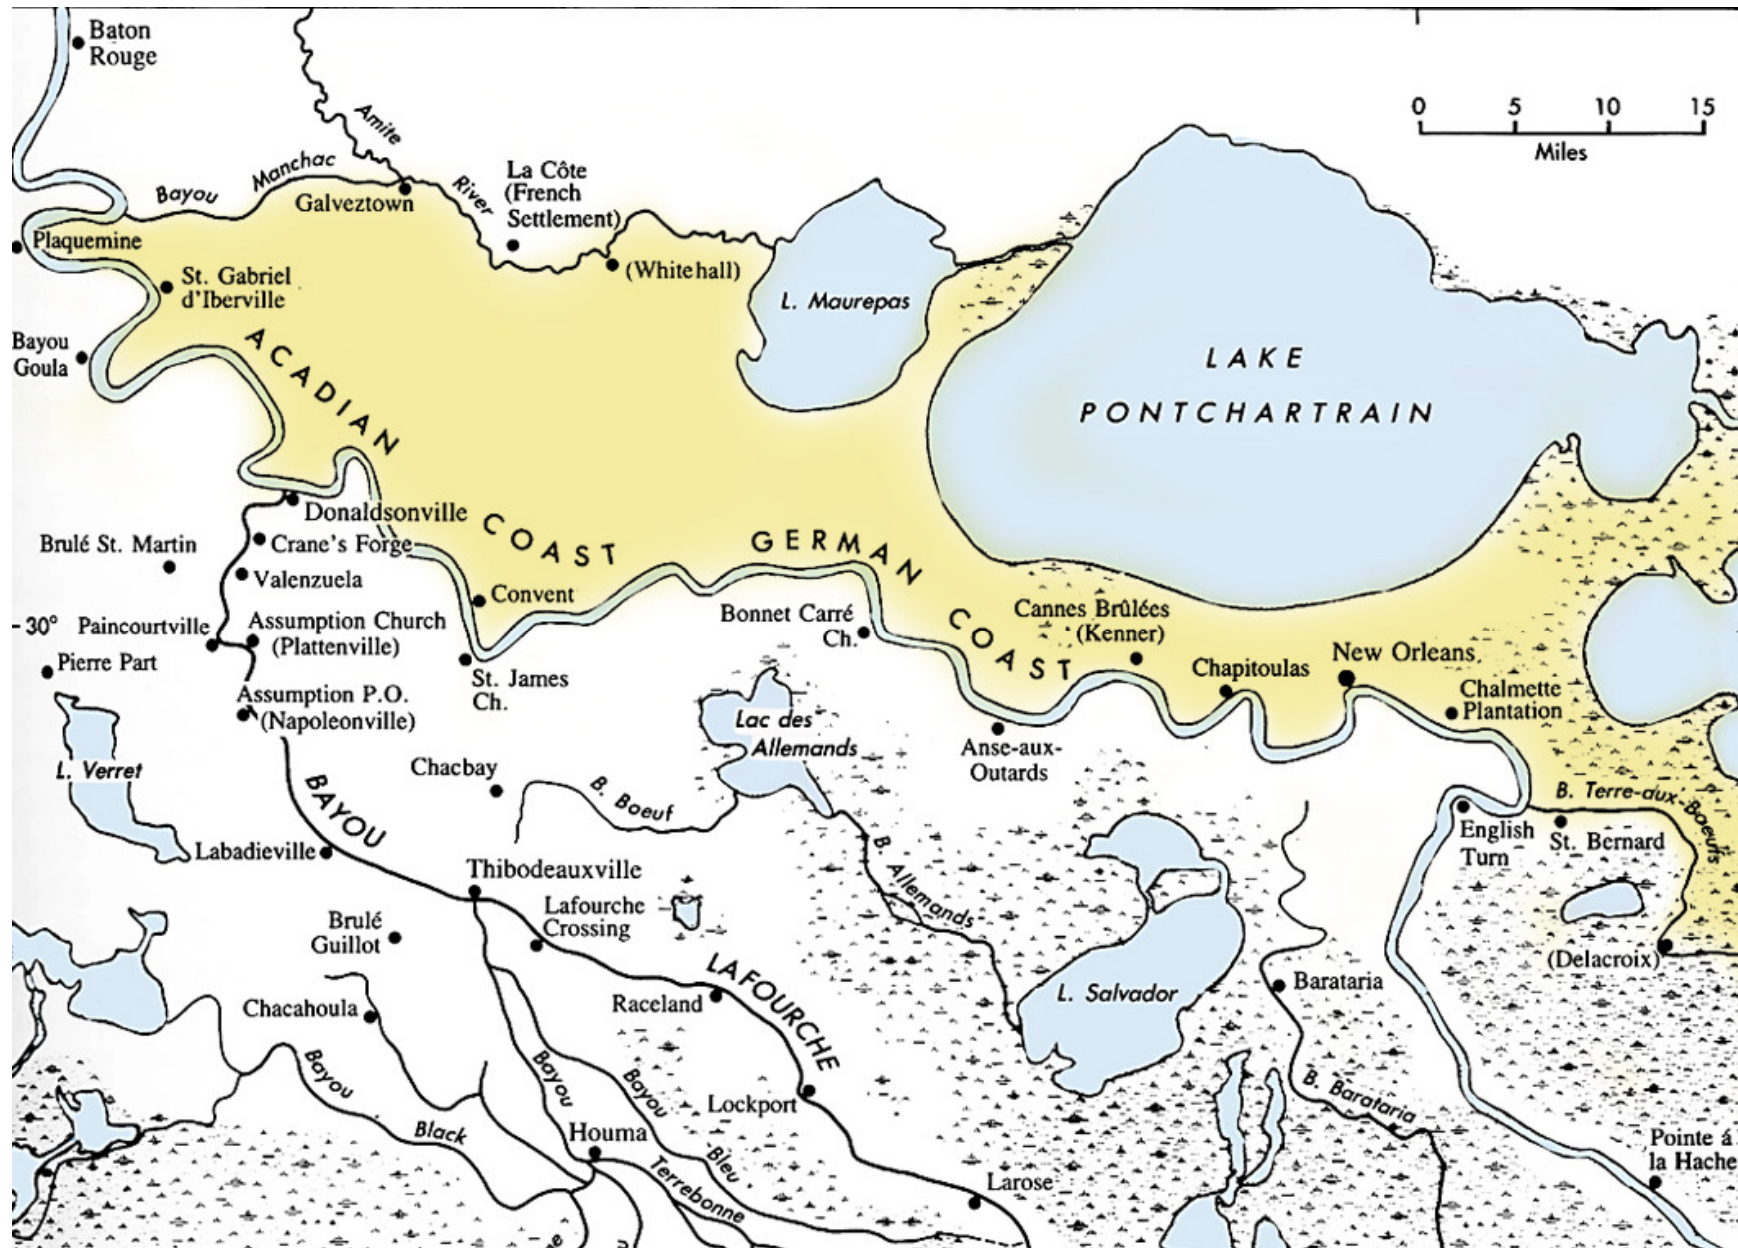 Baton
Rouge
Amite
0 5 10 15
Miles
Bayou
Manchac
River
La Côte
(French
Settlement)
Galveztown
Plaquemine
(Whitehall)
St. Gabriel
d'Iberville
L. Maurepas
Bayou
Goula
LAKE
PONTCHARTRAIN
ACADIAN
COAST
GERMAN
COAST
Donaldsonville
Brulé St. Martin
Crane's Forge
Valenzuela
Convent
Bonnet Carré
Ch.
Cannes Brûlées
(Kenner)
30°
Paincourtville
Assumption Church
(Plattenville)
Pierre Part
St. James
Ch.
Chapitoulas
New Orleans
Assumption P.O.
(Napoleonville)
Chalmette
Plantation
Lac des
Allemands
Anse-aux-
Outards
L. Verret
Chacbay
BAYOU
B. Boeuf
B. Terre-aux-Boeufs
English
Turn
St. Bernard
Labadieville
Thibodeauxville
B. Allemands
Lafourche
Crossing
Brulé
Guillot
LAFOURCHE
(Delacroix)
Barataria
L. Salvador
Raceland
Chacahoula
Bayou
Black
Bayou
Bayou
Bleu
Lockport
B. Barataria
Houma
Terrebonne
Pointe á
la Hache
Larose